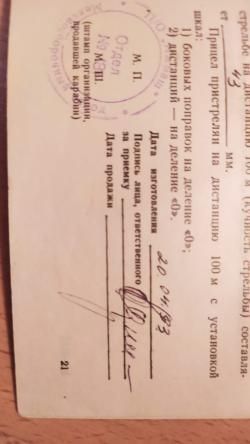 стрельбе на дистанцию 100 м (кучность стрельбы) составля-
ет 43 мм.
Прицел пристрелян на дистанцию 100 м с установкой
шкал:
1) боковых поправок на деление «0»;
2) дистанций — на деление «0».
М. П.
Дата изготовления 20 04 93
Подпись лица, ответственного
за приемку
Дата продажи
Отдел
М. Ш.
(штамп организации,
продавшей карабин)
21